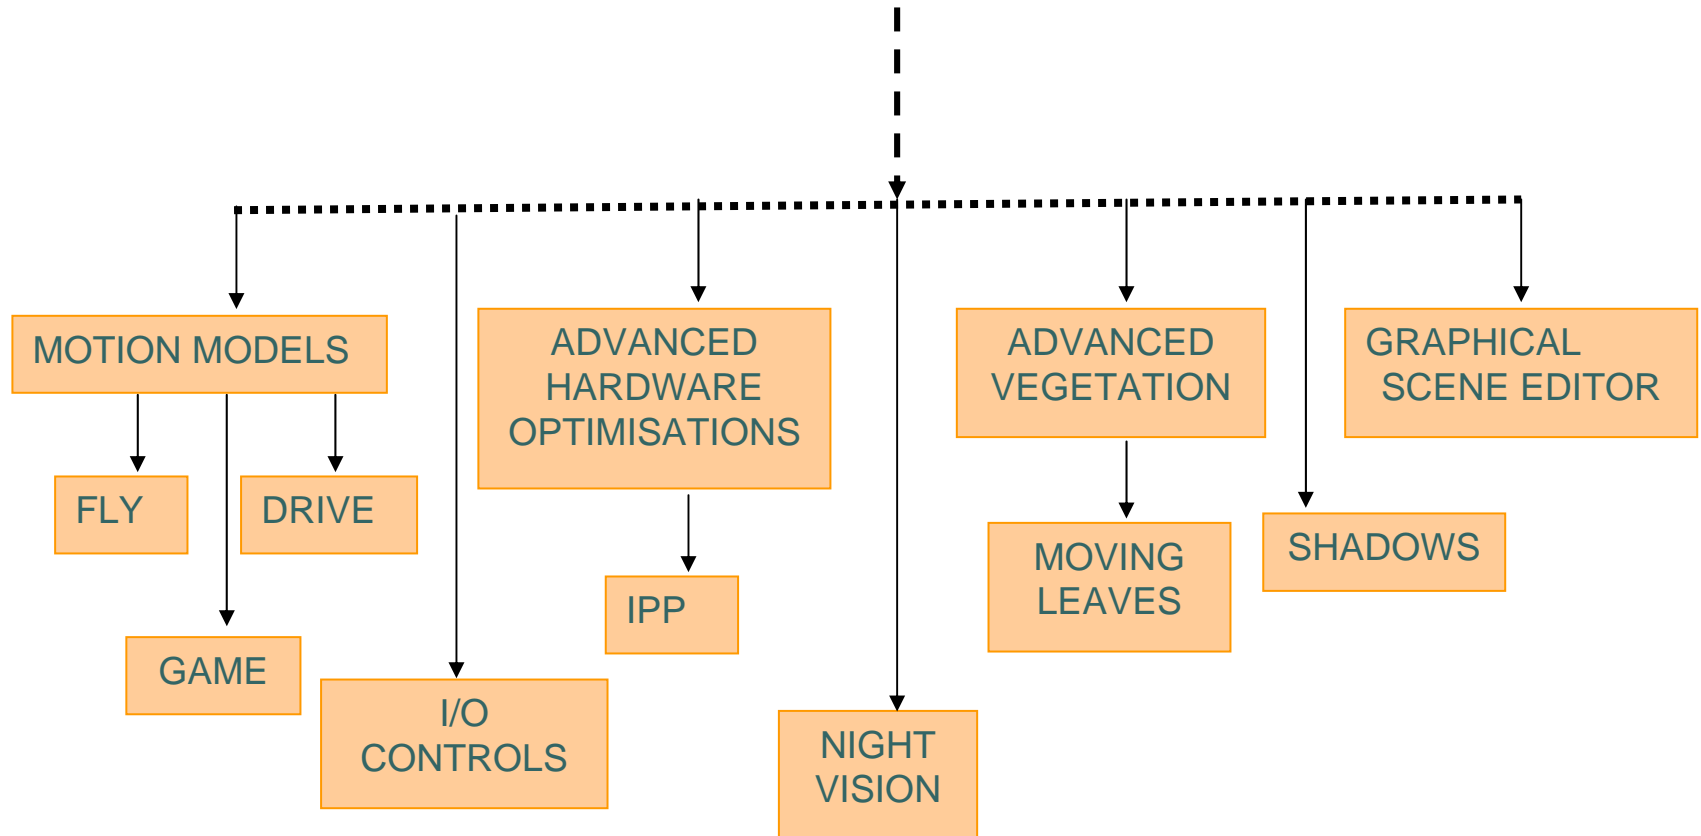 MOTION MODELS
ADVANCED
HARDWARE
OPTIMISATIONS
ADVANCED
VEGETATION
GRAPHICAL
SCENE EDITOR
FLY
DRIVE
MOVING
LEAVES
SHADOWS
IPP
GAME
I/O
CONTROLS
NIGHT
VISION